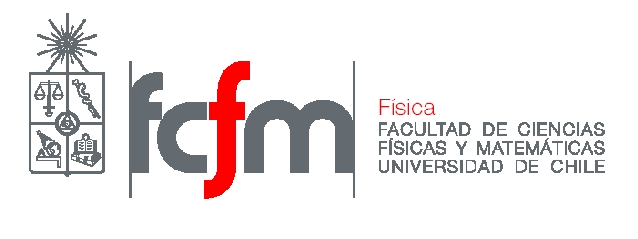 fcfm
Física
FACULTAD DE CIENCIAS
FÍSICAS Y MATEMÁTICAS
UNIVERSIDAD DE CHILE